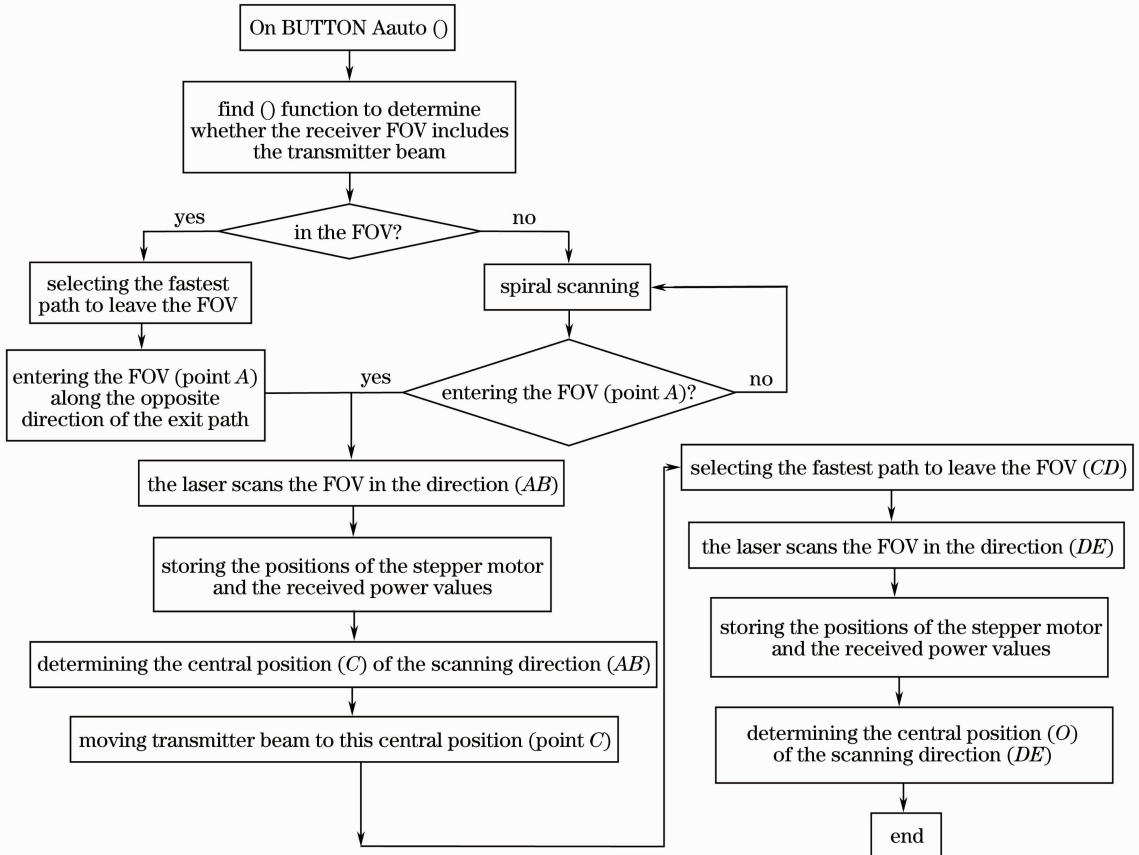 On BUTTON Aauto ()
find () function to determine
whether the receiver FOV includes
the transmitter beam
in the FOV?
yes
no
selecting the fastest
path to leave the FOV
entering the FOV (point A)
along the opposite
direction of the exit path
spiral scanning
entering the FOV (point A)?
yes
no
the laser scans the FOV in the direction (AB)
storing the positions of the stepper motor
and the received power values
determining the central position (C) of the scanning direction (AB)
moving transmitter beam to this central position (point C)
selecting the fastest path to leave the FOV (CD)
the laser scans the FOV in the direction (DE)
storing the positions of the stepper motor
and the received power values
determining the central position (O)
of the scanning direction (DE)
end